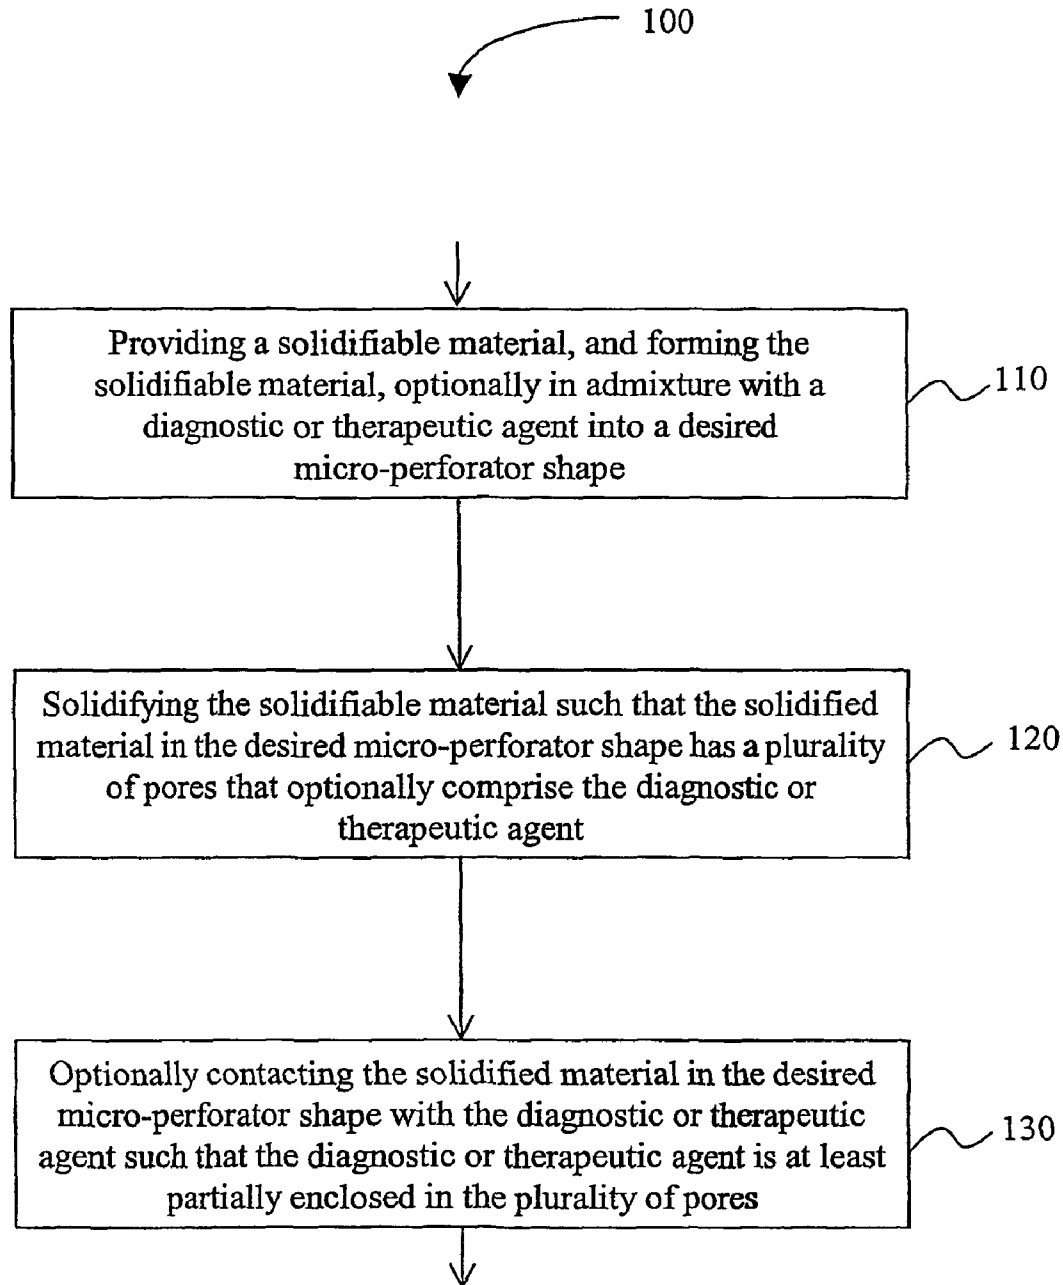 100
Providing a solidifiable material, and forming the
solidifiable material, optionally in admixture with a
diagnostic or therapeutic agent into a desired
micro-perforator shape
110
Solidifying the solidifiable material such that the solidified
material in the desired micro-perforator shape has a plurality
of pores that optionally comprise the diagnostic or
therapeutic agent
120
Optionally contacting the solidified material in the desired
micro-perforator shape with the diagnostic or therapeutic
agent such that the diagnostic or therapeutic agent is at least
partially enclosed in the plurality of pores
130